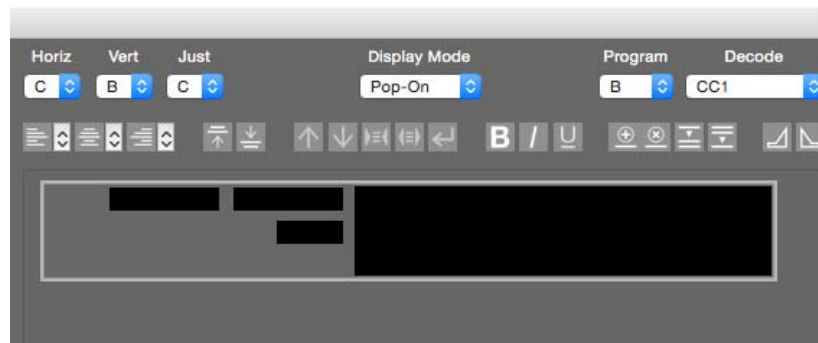 Horiz Vert Just Display Mode Program Decode
C B C Pop-On B CC1
B I U